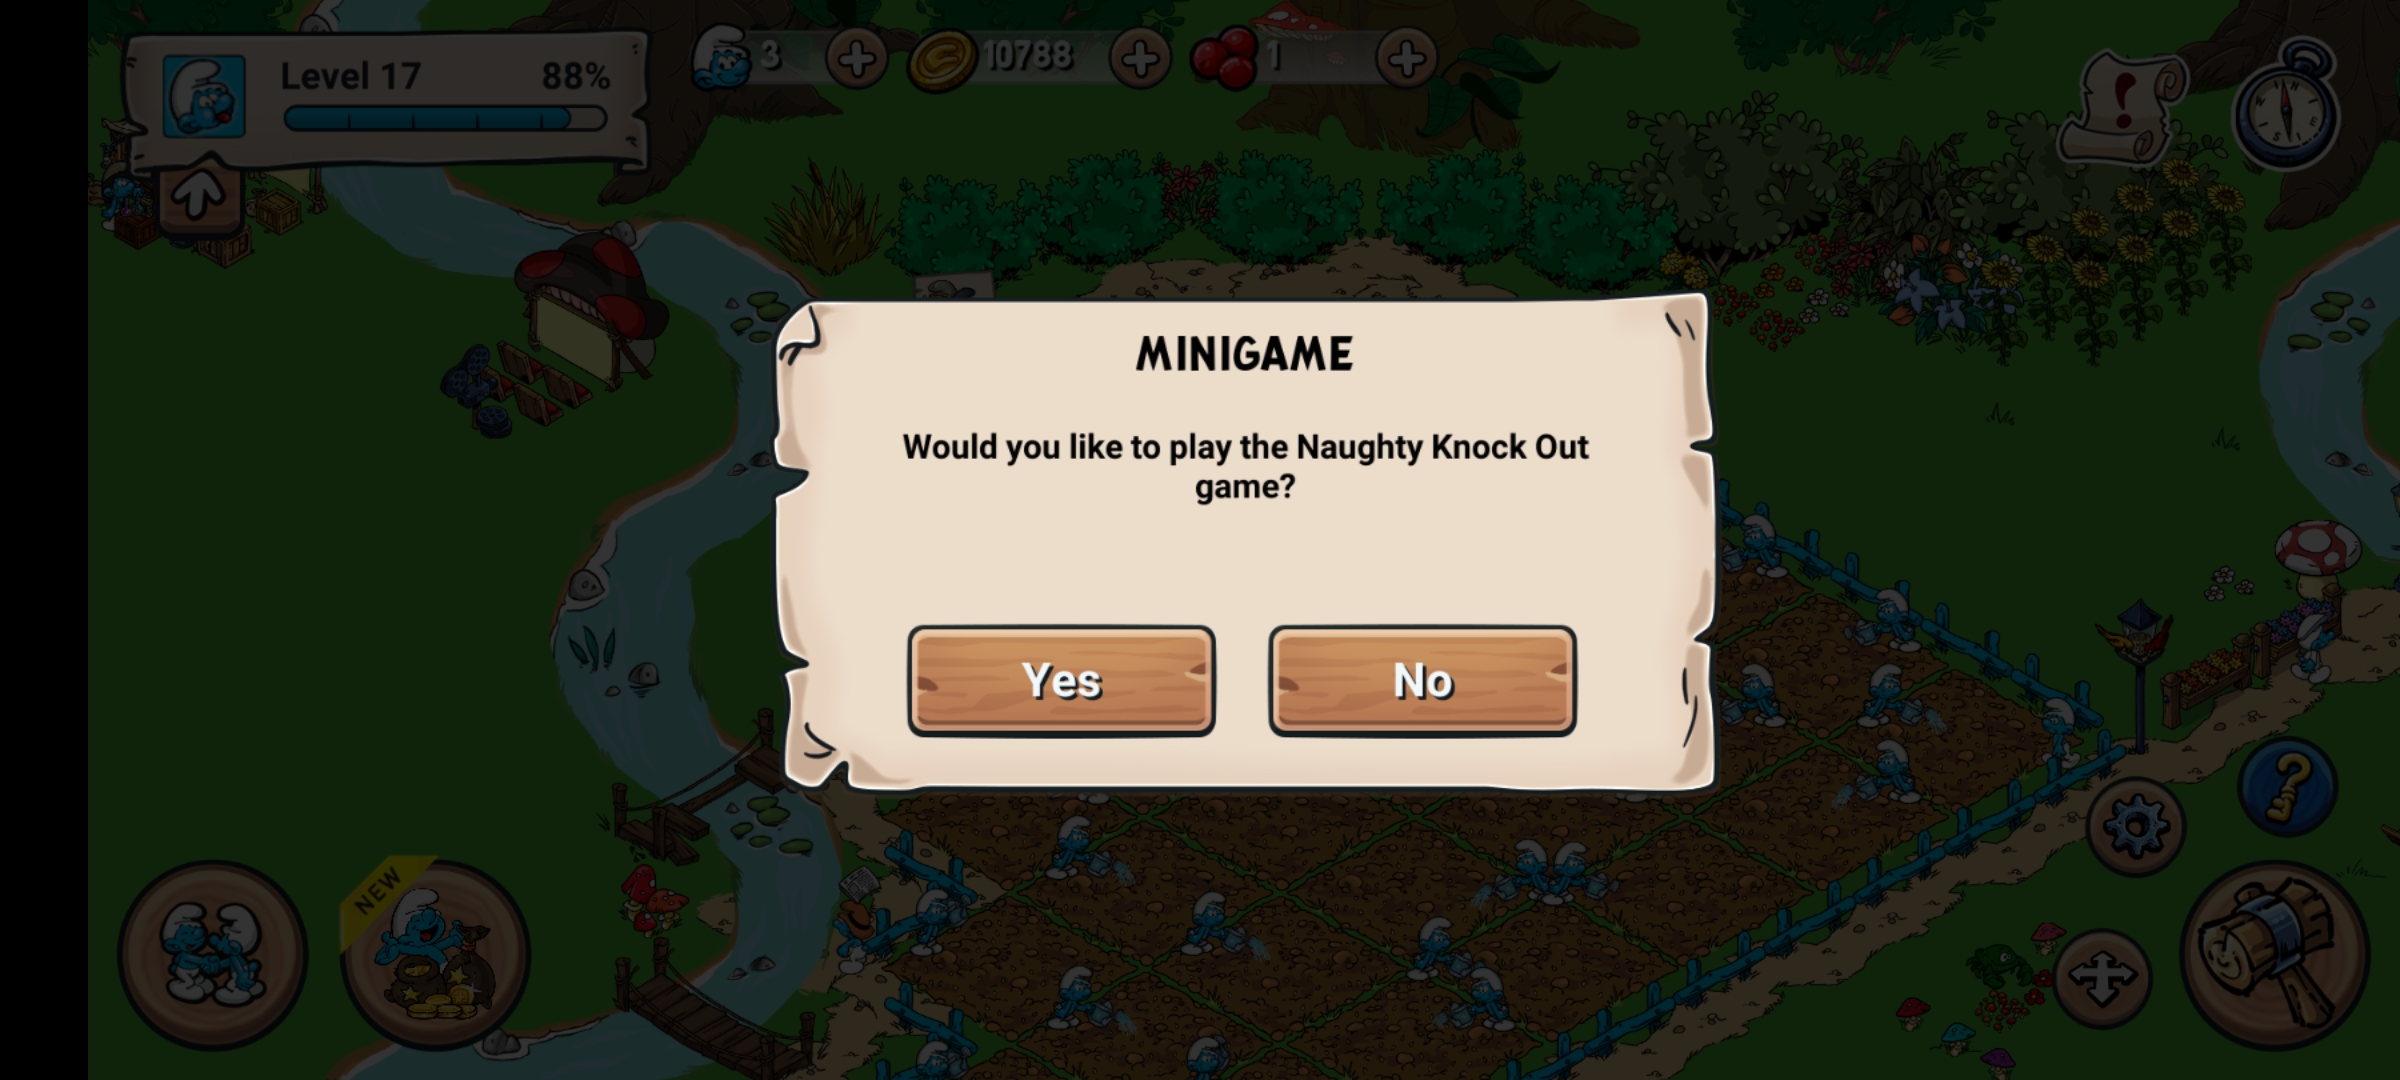 Level 17
88%
3
10788
1
MINIGAME
Would you like to play the Naughty Knock Out
game?
Yes
No
NEW